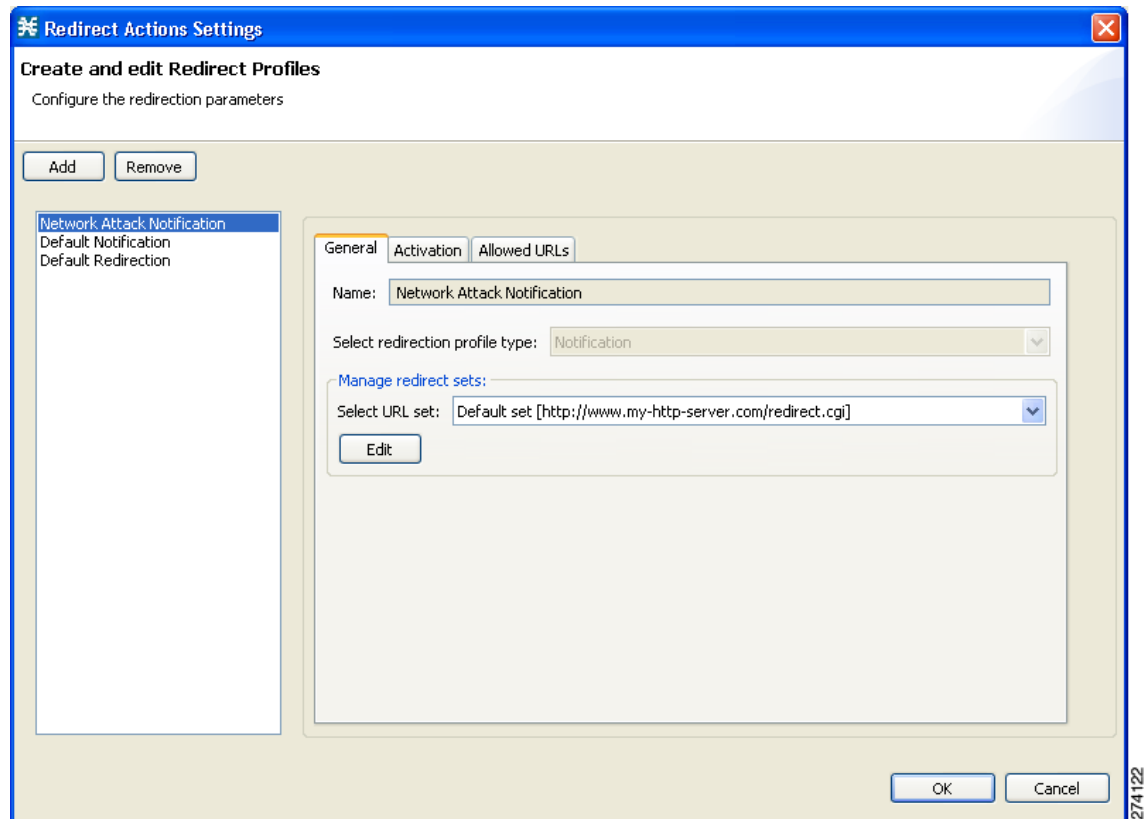 Redirect Actions Settings
Create and edit Redirect Profiles
Configure the redirection parameters
Add
Remove
Network Attack Notification
Default Notification
Default Redirection
General
Activation
Allowed URLs
Name:
Network Attack Notification
Select redirection profile type:
Notification
Manage redirect sets:
Select URL set:
Default set [http://www.my-http-server.com/redirect.cgi]
Edit
OK
Cancel
274122